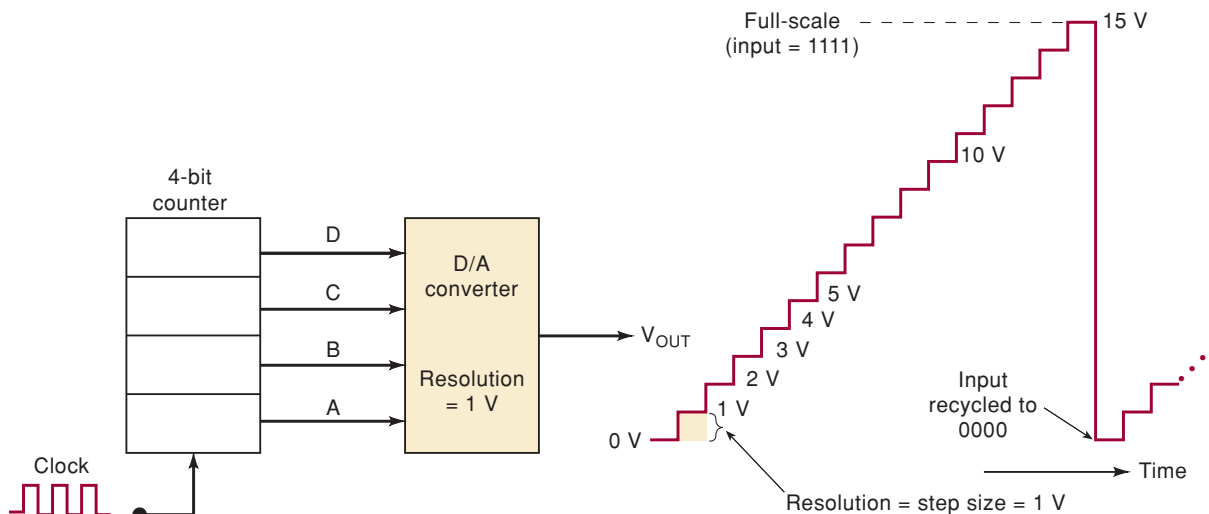 Full-scale
(input = 1111)
15 V
10 V
5 V
4 V
3 V
2 V
1 V
0 V
4-bit
counter
D
C
B
A
D/A
converter
Resolution
= 1 V
V_OUT
Clock
Input
recycled to
0000
Time
Resolution = step size = 1 V